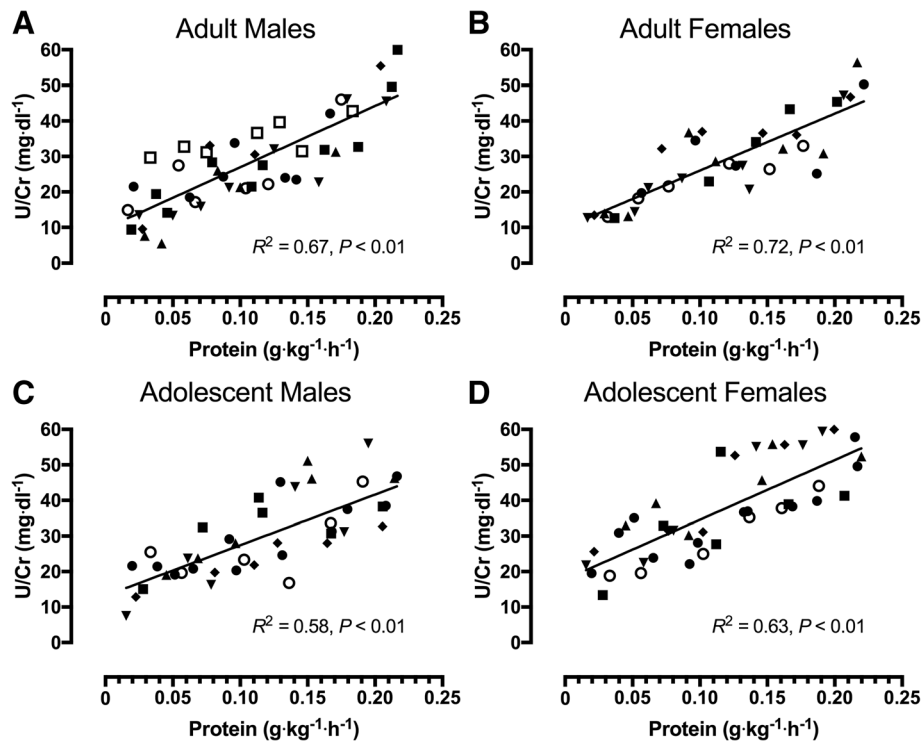 A
Adult Males
U/Cr (mg·dl⁻¹)
60
50
40
30
20
10
0
R² = 0.67, P < 0.01
0 0.05 0.10 0.15 0.20 0.25
Protein (g·kg⁻¹·h⁻¹)
B
Adult Females
U/Cr (mg·dl⁻¹)
60
50
40
30
20
10
0
R² = 0.72, P < 0.01
0 0.05 0.10 0.15 0.20 0.25
Protein (g·kg⁻¹·h⁻¹)
C
Adolescent Males
U/Cr (mg·dl⁻¹)
60
50
40
30
20
10
0
R² = 0.58, P < 0.01
0 0.05 0.10 0.15 0.20 0.25
Protein (g·kg⁻¹·h⁻¹)
D
Adolescent Females
U/Cr (mg·dl⁻¹)
60
50
40
30
20
10
0
R² = 0.63, P < 0.01
0 0.05 0.10 0.15 0.20 0.25
Protein (g·kg⁻¹·h⁻¹)